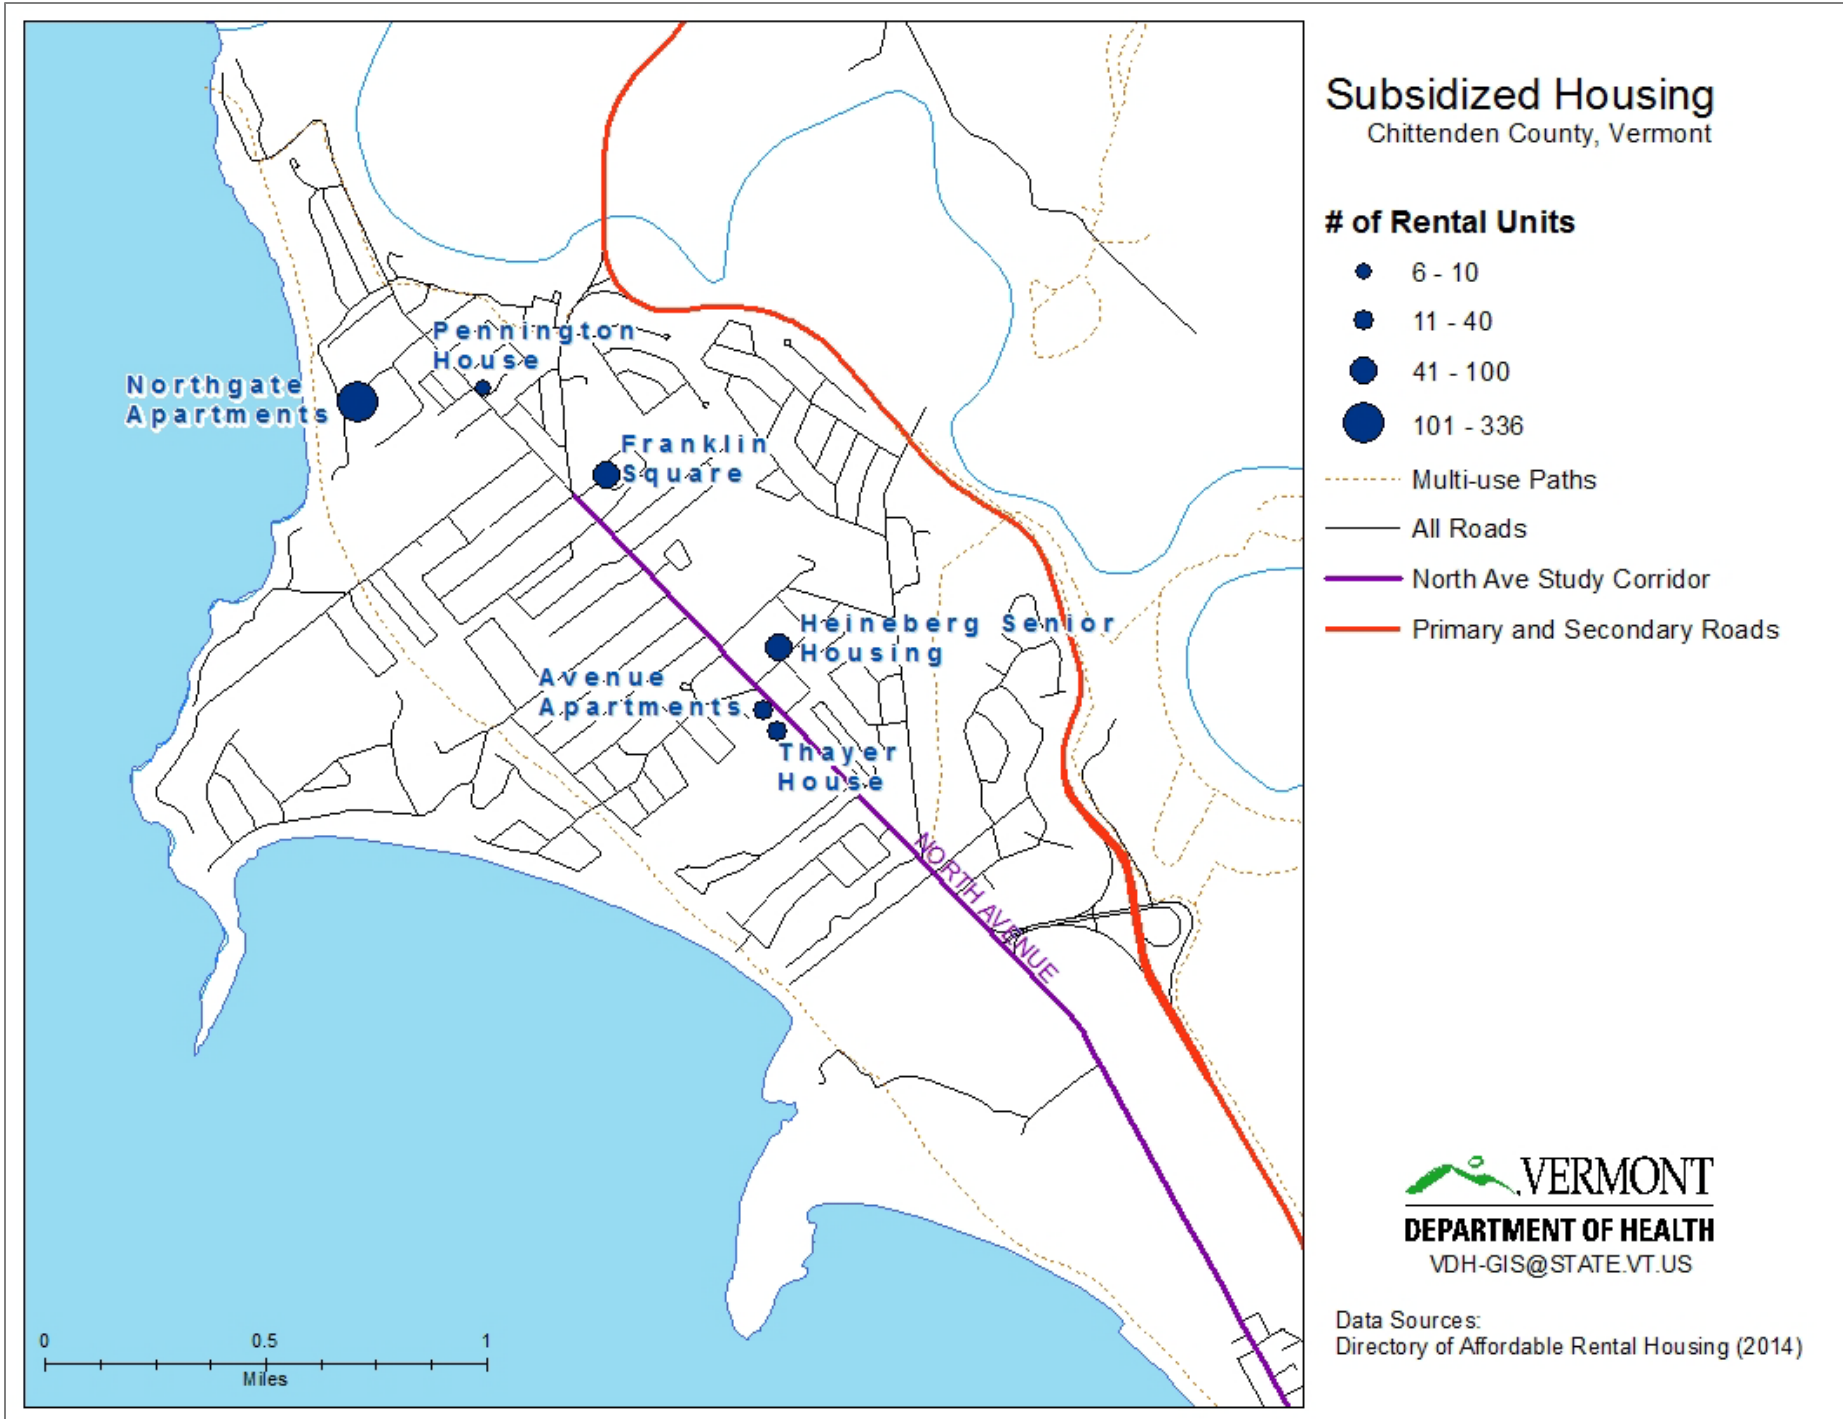 Subsidized Housing
Chittenden County, Vermont
# of Rental Units
6 - 10
11 - 40
41 - 100
101 - 336
Multi-use Paths
All Roads
North Ave Study Corridor
Primary and Secondary Roads
Pennington
House
Northgate
Apartments
Franklin
Square
Heineberg Senior
Housing
Avenue
Apartments
Thayer
House
NORTH AVENUE
0 0.5 1
Miles
VERMONT
DEPARTMENT OF HEALTH
VDH-GIS@STATE.VT.US
Data Sources:
Directory of Affordable Rental Housing (2014)